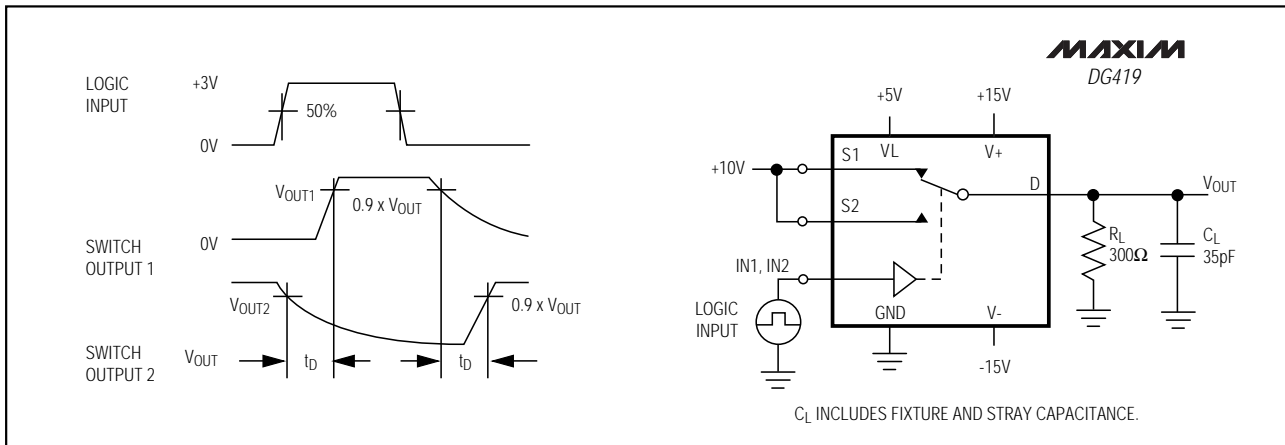 LOGIC
INPUT
+3V
50%
0V
VOUT1
0.9 x VOUT
SWITCH
OUTPUT 1
0V
VOUT2
0.9 x VOUT
SWITCH
OUTPUT 2
VOUT
tD
tD
MAXIM
DG419
+5V
+15V
VL
V+
+10V
S1
D
VOUT
S2
RL
300Ω
CL
35pF
IN1, IN2
LOGIC
INPUT
GND
V-
-15V
CL INCLUDES FIXTURE AND STRAY CAPACITANCE.